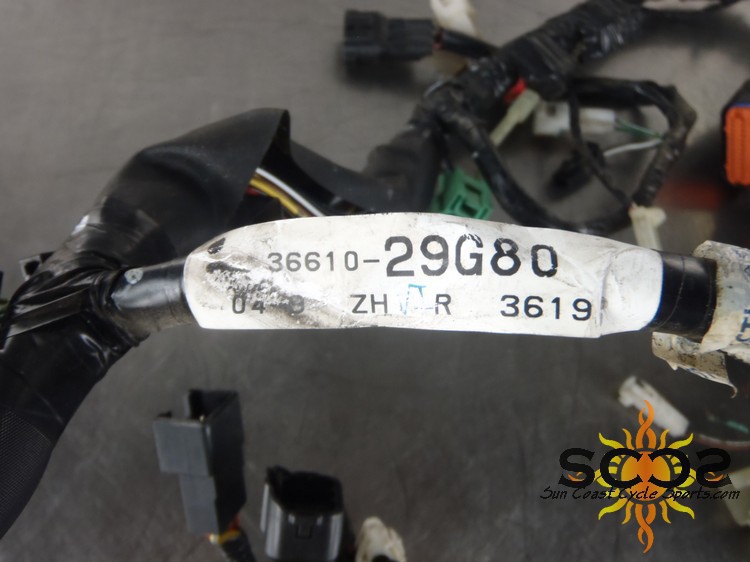 36610-29G80
ZH R 3619
SCCS
Sun Coast Cycle Sports.com